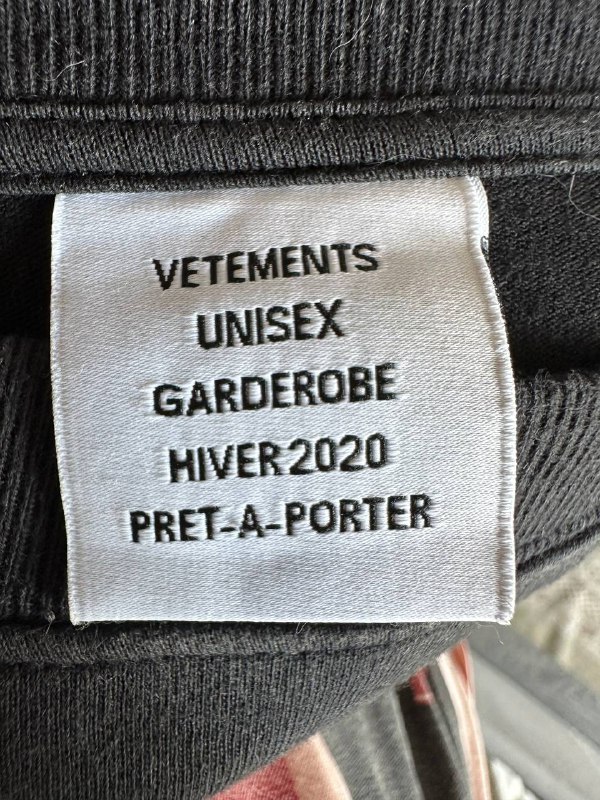 VETEMENTS
UNISEX
GARDEROBE
HIVER 2020
PRET-A-PORTER